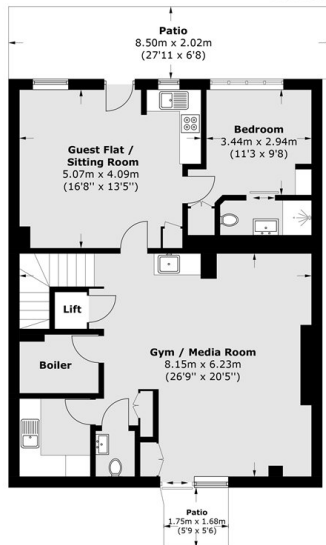 Patio
8.50m x 2.02m
(27'11 x 6'8)
Guest Flat /
Sitting Room
5.07m x 4.09m
(16'8" x 13'5")
Bedroom
3.44m x 2.94m
(11'3 x 9'8)
Lift
Boiler
Gym / Media Room
8.15m x 6.23m
(26'9" x 20'5")
Patio
1.75m x 1.68m
(5'9 x 5'6)